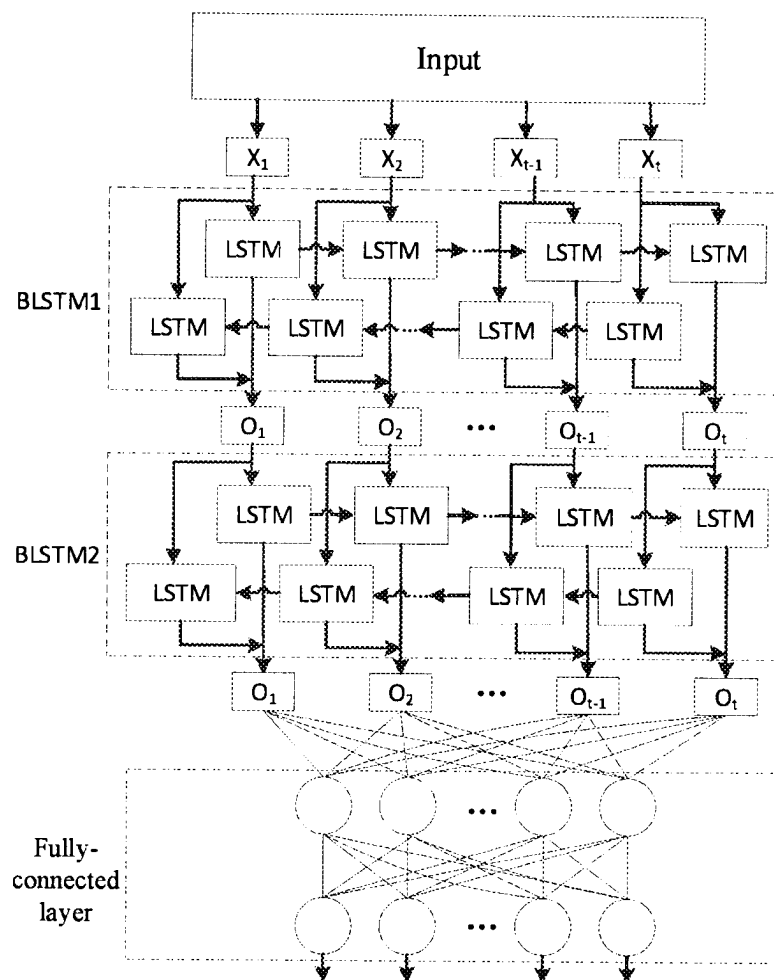 Input
X₁ X₂ Xₜ₋₁ Xₜ
LSTM LSTM ... LSTM LSTM
BLSTM1
LSTM LSTM ... LSTM LSTM
O₁ O₂ ... Oₜ₋₁ Oₜ
LSTM LSTM ... LSTM LSTM
BLSTM2
LSTM LSTM ... LSTM LSTM
O₁ O₂ ... Oₜ₋₁ Oₜ
...
Fully-
connected
layer
...